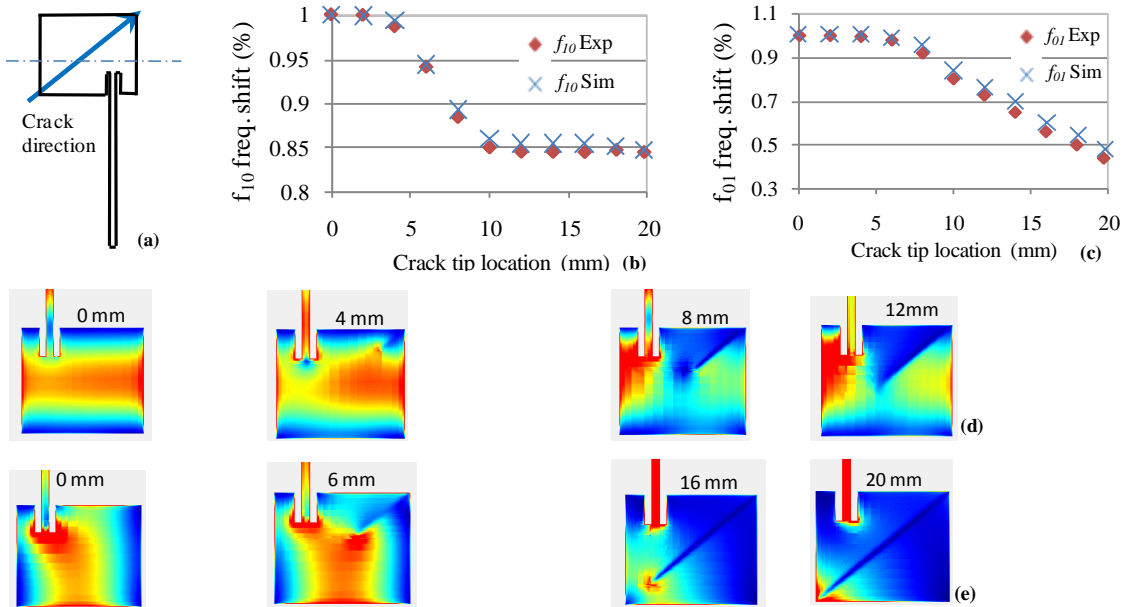 (a)
Crack
direction
f10 freq. shift (%)
1
0.95
0.9
0.85
0.8
f10 Exp
f10 Sim
0
5
10
15
20
Crack tip location (mm)
(b)
f01 freq. shift (%)
1.1
0.9
0.7
0.5
0.3
f01 Exp
f01 Sim
0
5
10
15
20
Crack tip location (mm)
(c)
0 mm
4 mm
8 mm
12mm
(d)
0 mm
6 mm
16 mm
20 mm
(e)